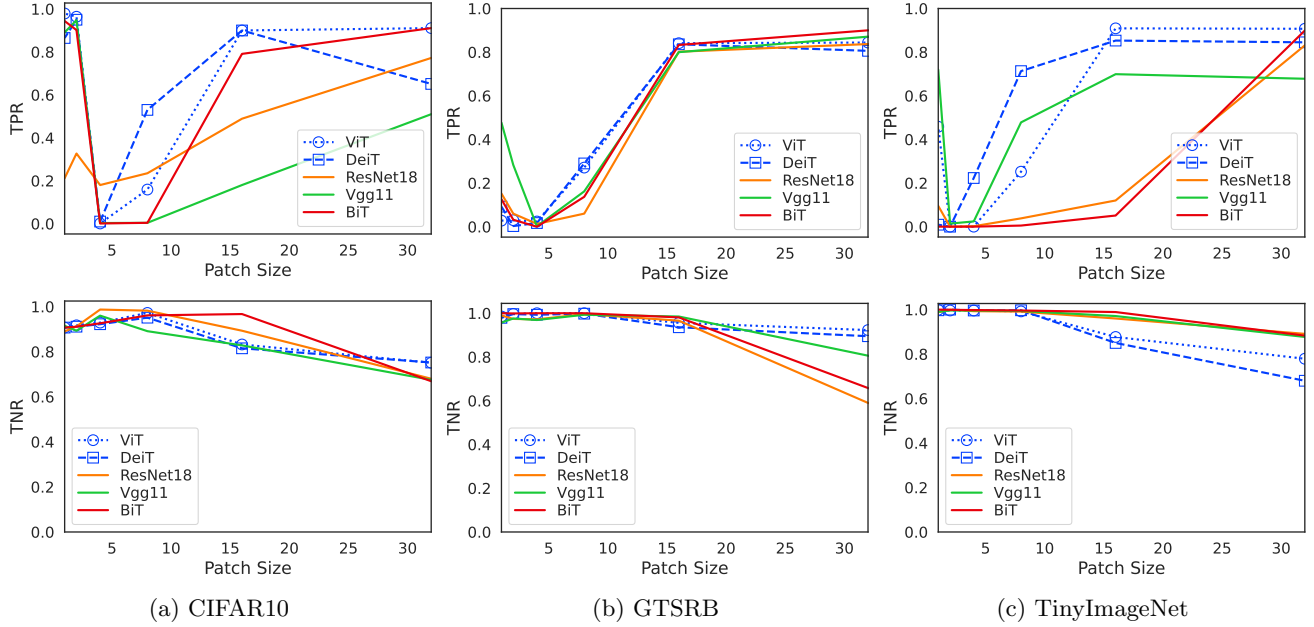 1.0
0.8
0.6
0.4
0.2
0.0
TPR
5 10 15 20 25 30
Patch Size
ViT
DeiT
ResNet18
Vgg11
BiT
1.0
0.8
0.6
0.4
0.2
0.0
TPR
5 10 15 20 25 30
Patch Size
ViT
DeiT
ResNet18
Vgg11
BiT
1.0
0.8
0.6
0.4
0.2
0.0
TPR
5 10 15 20 25 30
Patch Size
ViT
DeiT
ResNet18
Vgg11
BiT
1.0
0.8
0.6
0.4
0.2
0.0
TNR
5 10 15 20 25 30
Patch Size
ViT
DeiT
ResNet18
Vgg11
BiT
1.0
0.8
0.6
0.4
0.2
0.0
TNR
5 10 15 20 25 30
Patch Size
ViT
DeiT
ResNet18
Vgg11
BiT
1.0
0.8
0.6
0.4
0.2
0.0
TNR
5 10 15 20 25 30
Patch Size
ViT
DeiT
ResNet18
Vgg11
BiT
(a) CIFAR10
(b) GTSRB
(c) TinyImageNet